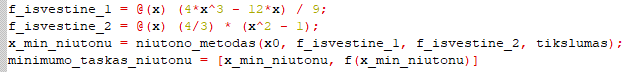 f_isvestine_1 = @(x) (4*x^3 - 12*x) / 9;
f_isvestine_2 = @(x) (4/3) * (x^2 - 1);
x_min_niutonu = niutono_metodas(x0, f_isvestine_1, f_isvestine_2, tikslumas);
minimumo_taskas_niutonu = [x_min_niutonu, f(x_min_niutonu)]